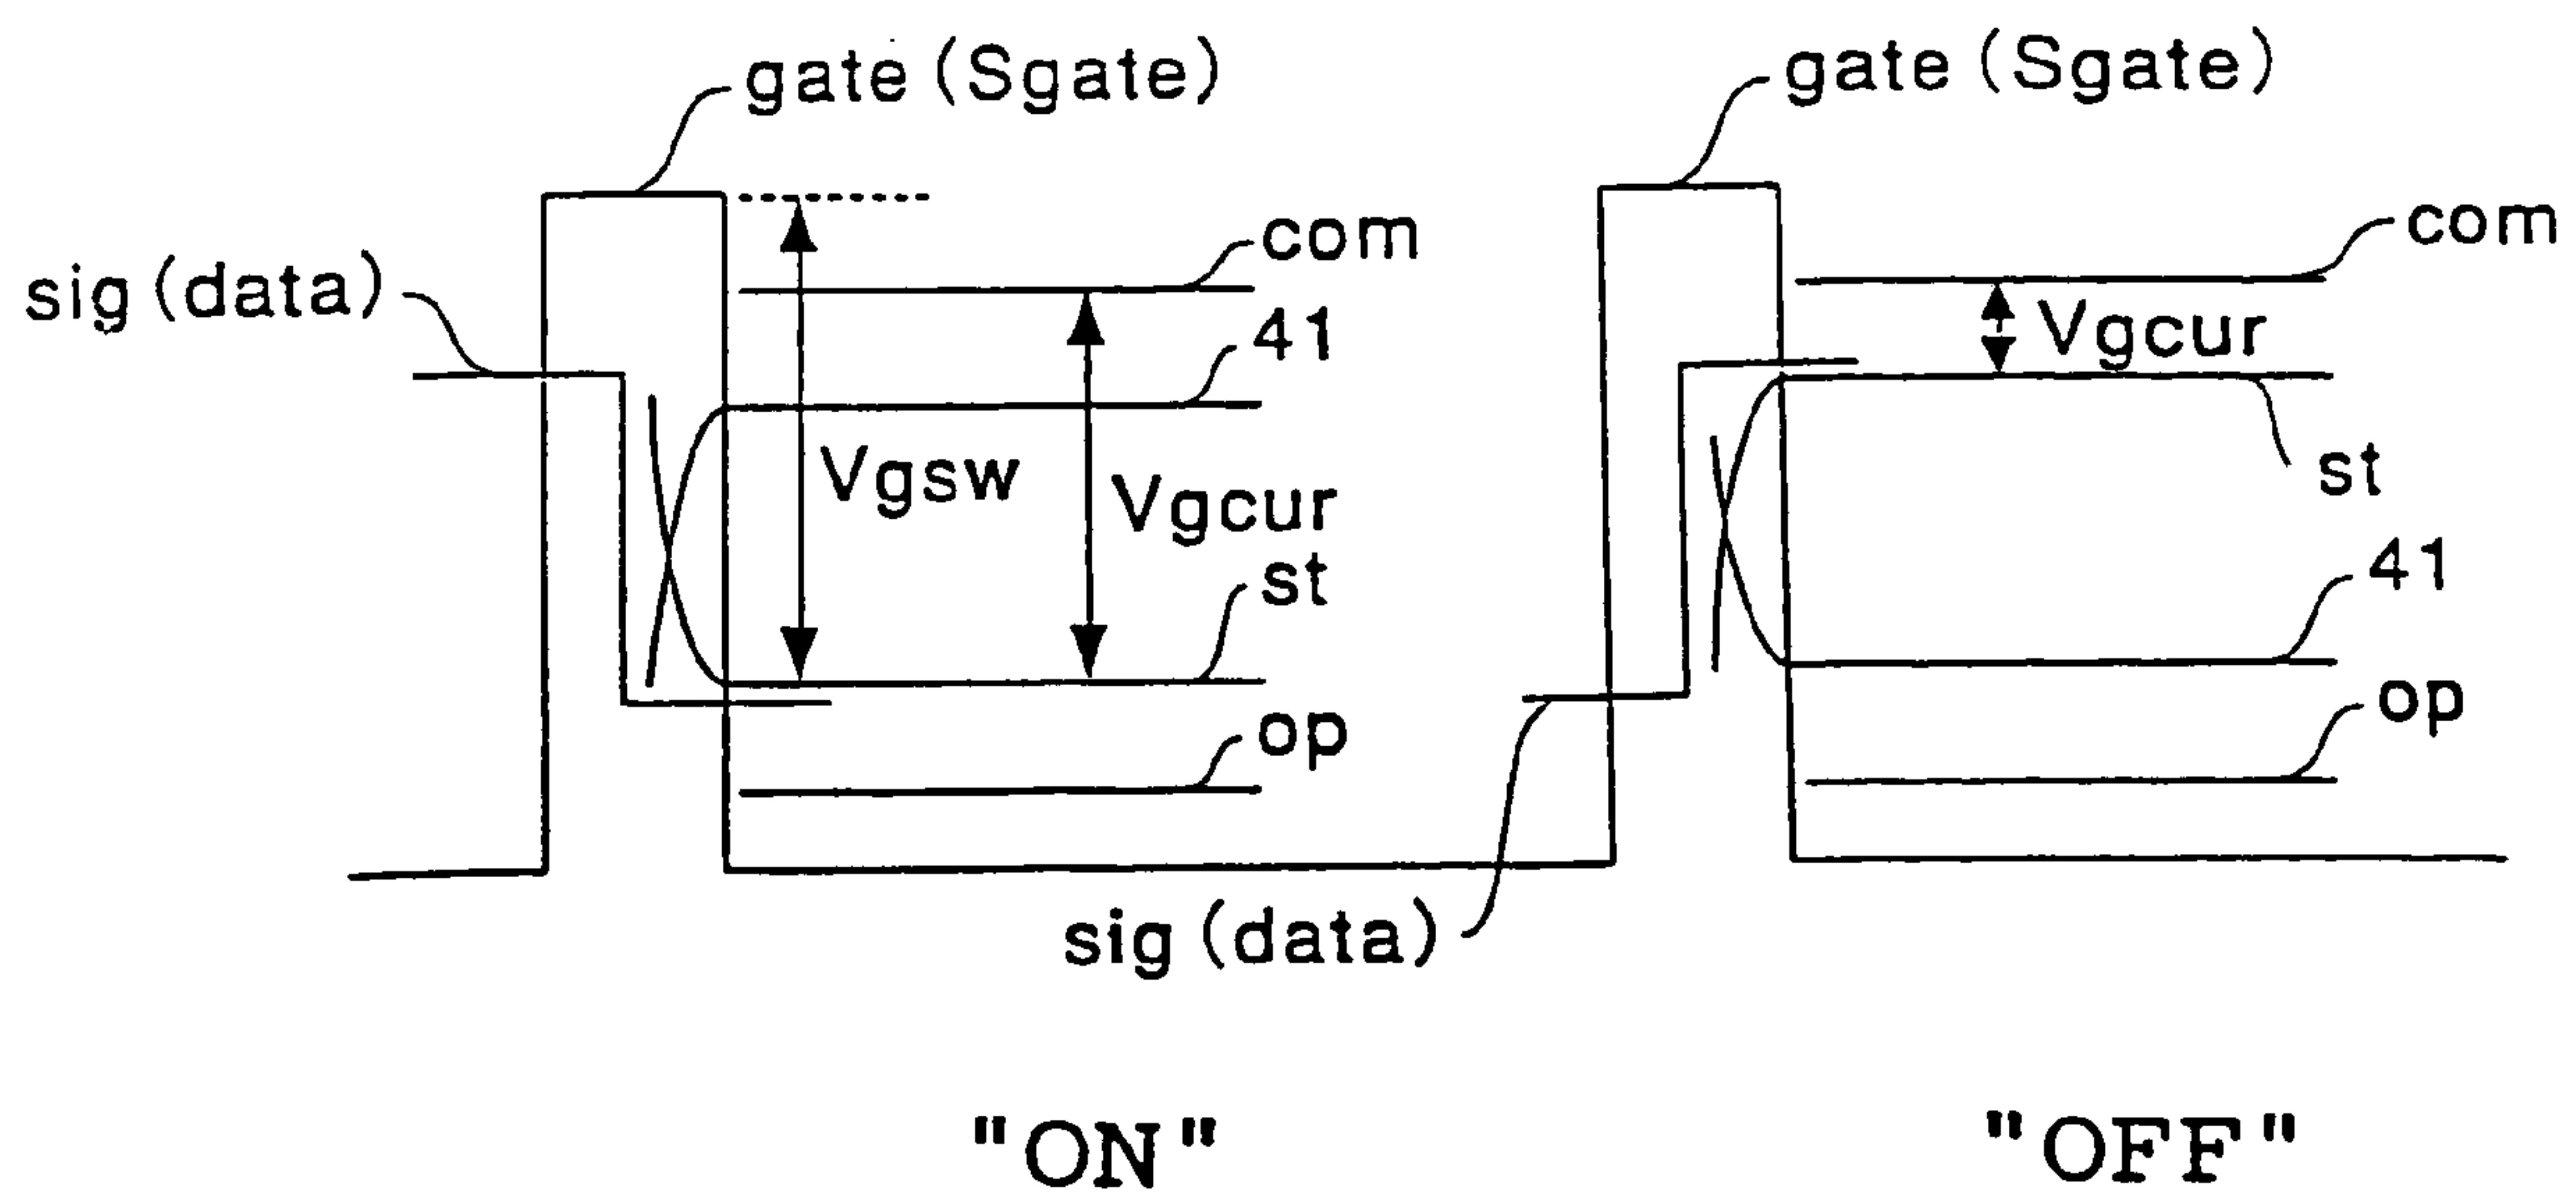 gate (Sgate)
sig (data)
com
41
Vgsw
Vgcur
st
op
"ON"
gate (Sgate)
com
Vgcur
st
41
op
sig (data)
"OFF"